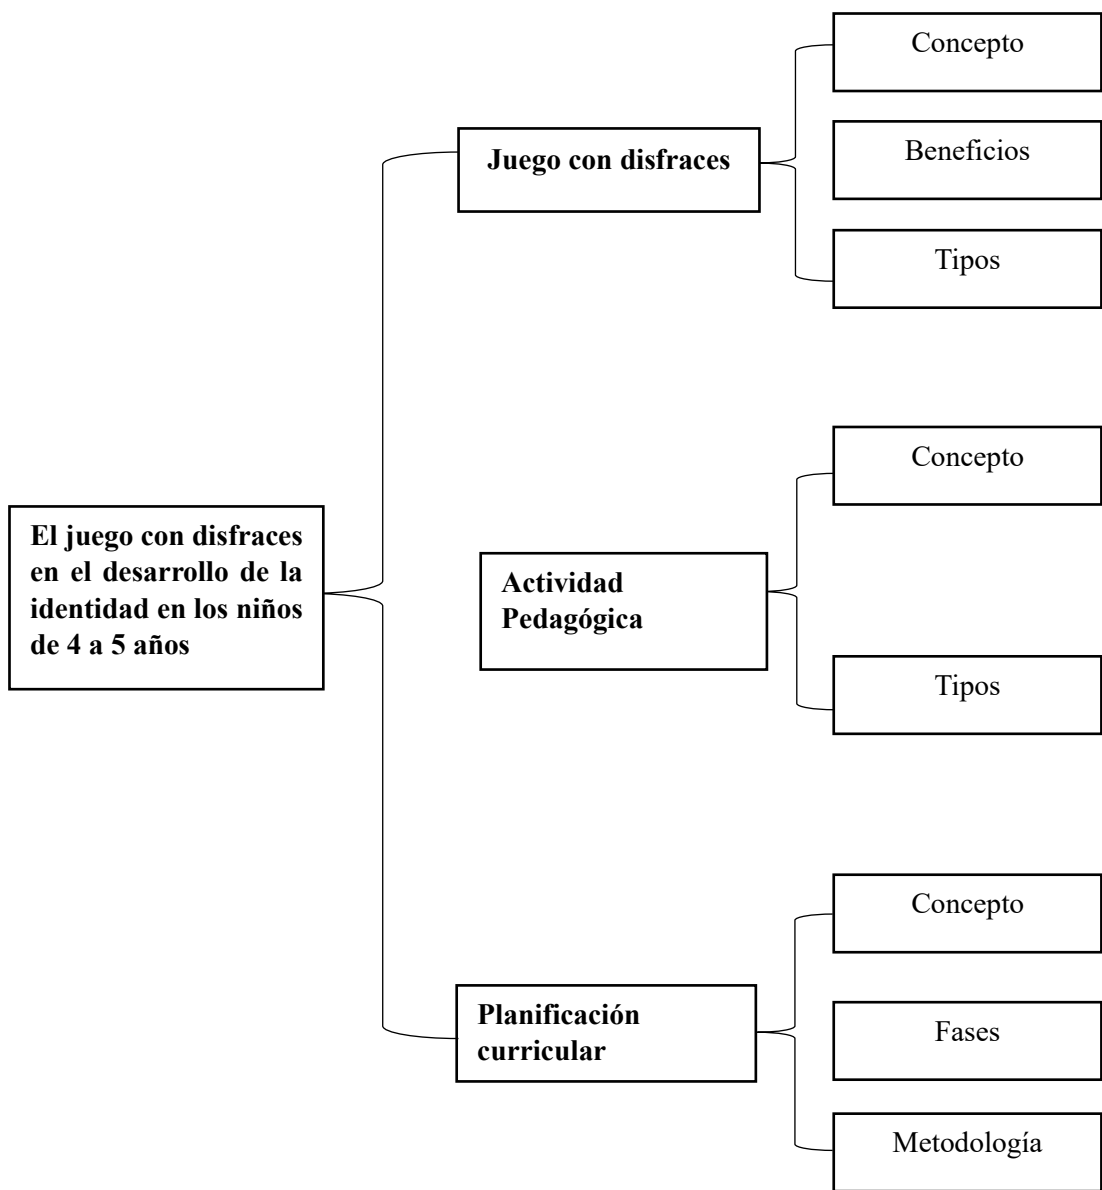 El juego con disfraces
en el desarrollo de la
identidad en los niños
de 4 a 5 años
Juego con disfraces
Concepto
Beneficios
Tipos
Actividad
Pedagógica
Concepto
Tipos
Planificación
curricular
Concepto
Fases
Metodología